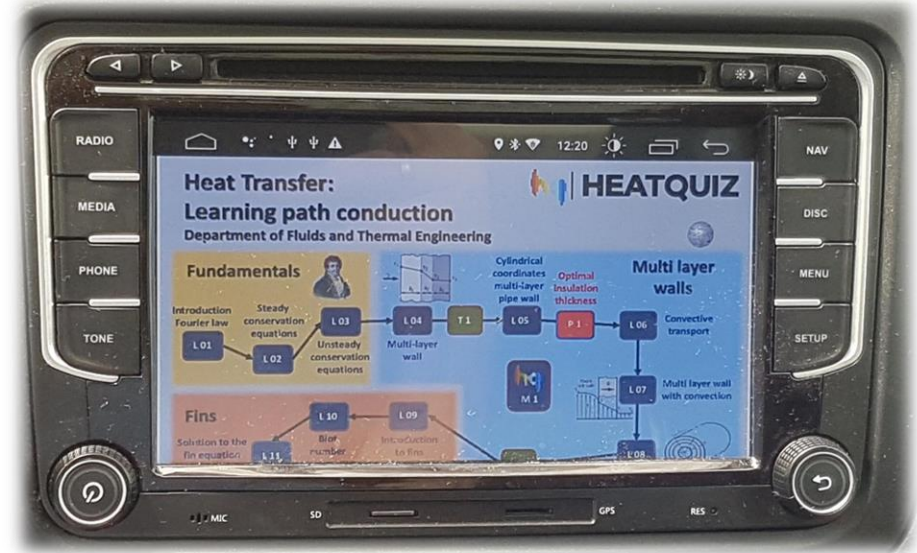 RADIO
MEDIA
PHONE
TONE
NAV
DISC
MENU
SETUP
12:20
Heat Transfer:
Learning path conduction
Department of Fluids and Thermal Engineering
HEATQUIZ
Fundamentals
Introduction
Fourier law
L 01
Steady
conservation
equations
L 02
L 03
Unsteady
conservation
equations
L 04
Multi-layer
wall
T 1
Cylindrical
coordinates
multi-layer
pipe wall
L 05
Optimal
insulation
thickness
P 1
Multi layer
walls
L 06
Convective
transport
hq
M 1
L 07
Multi layer wall
with convection
L 08
Fins
L 09
Introduction
to fins
L 10
Biot
number
Solution to the
fin equation
L 11
MIC
SD
GPS
RES